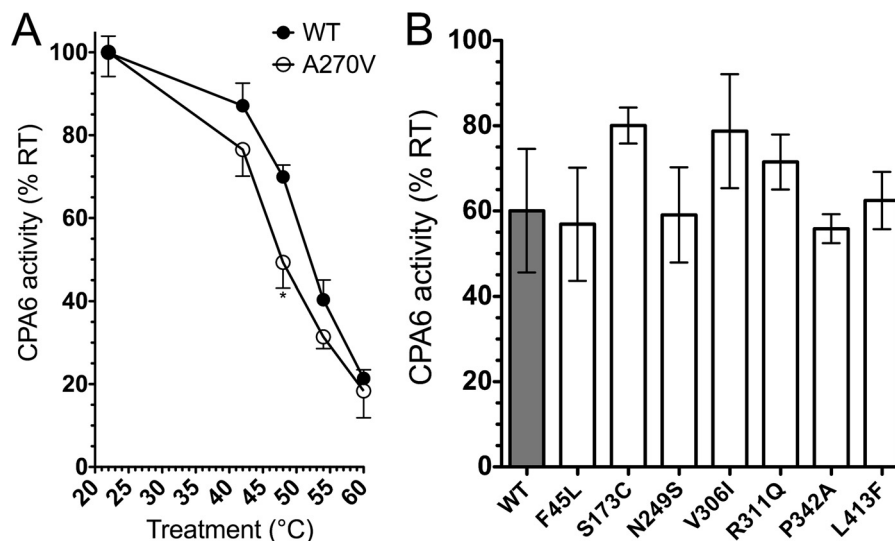 A
WT
A270V
CPA6 activity (% RT)
100
80
60
40
20
0
*
20
25
30
35
40
45
50
55
60
Treatment (°C)
B
CPA6 activity (% RT)
100
80
60
40
20
0
WT
F45L
S173C
N249S
V306I
R311Q
P342A
L413F